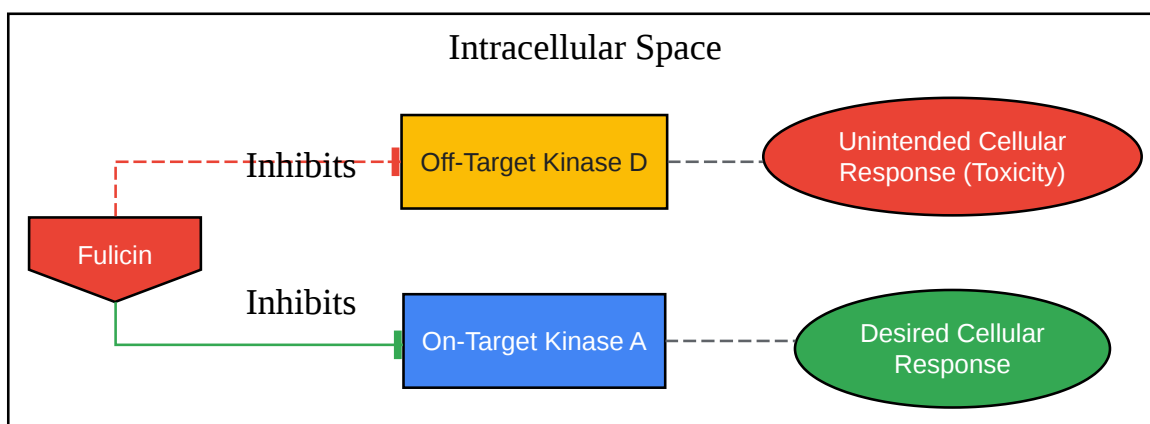 Intracellular Space
Inhibits
Off-Target Kinase D
Unintended Cellular
Response (Toxicity)
Fulicin
Inhibits
On-Target Kinase A
Desired Cellular
Response